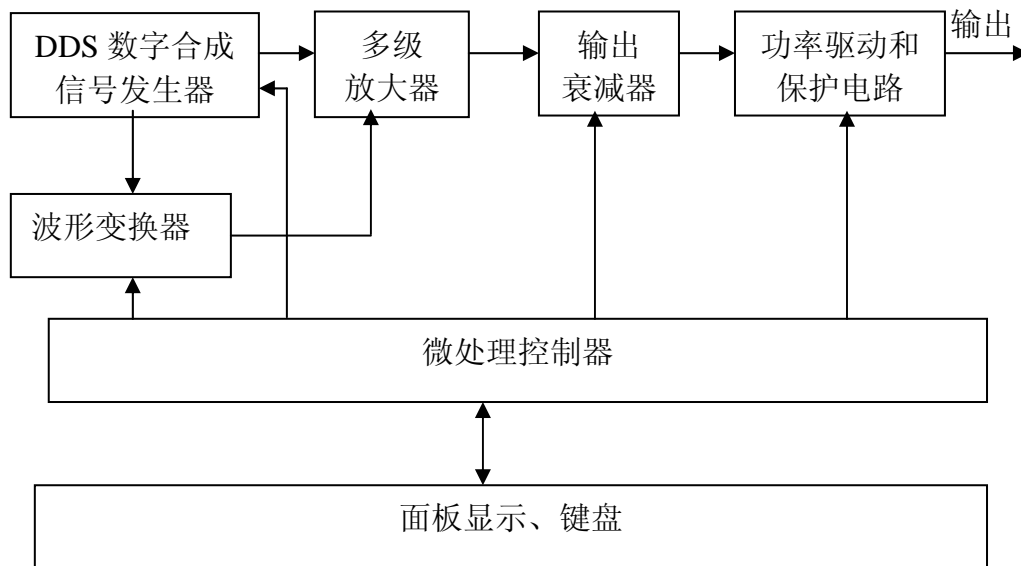 DDS 数字合成
信号发生器
多级
放大器
输出
衰减器
功率驱动和
保护电路
输出
波形变换器
微处理控制器
面板显示、键盘